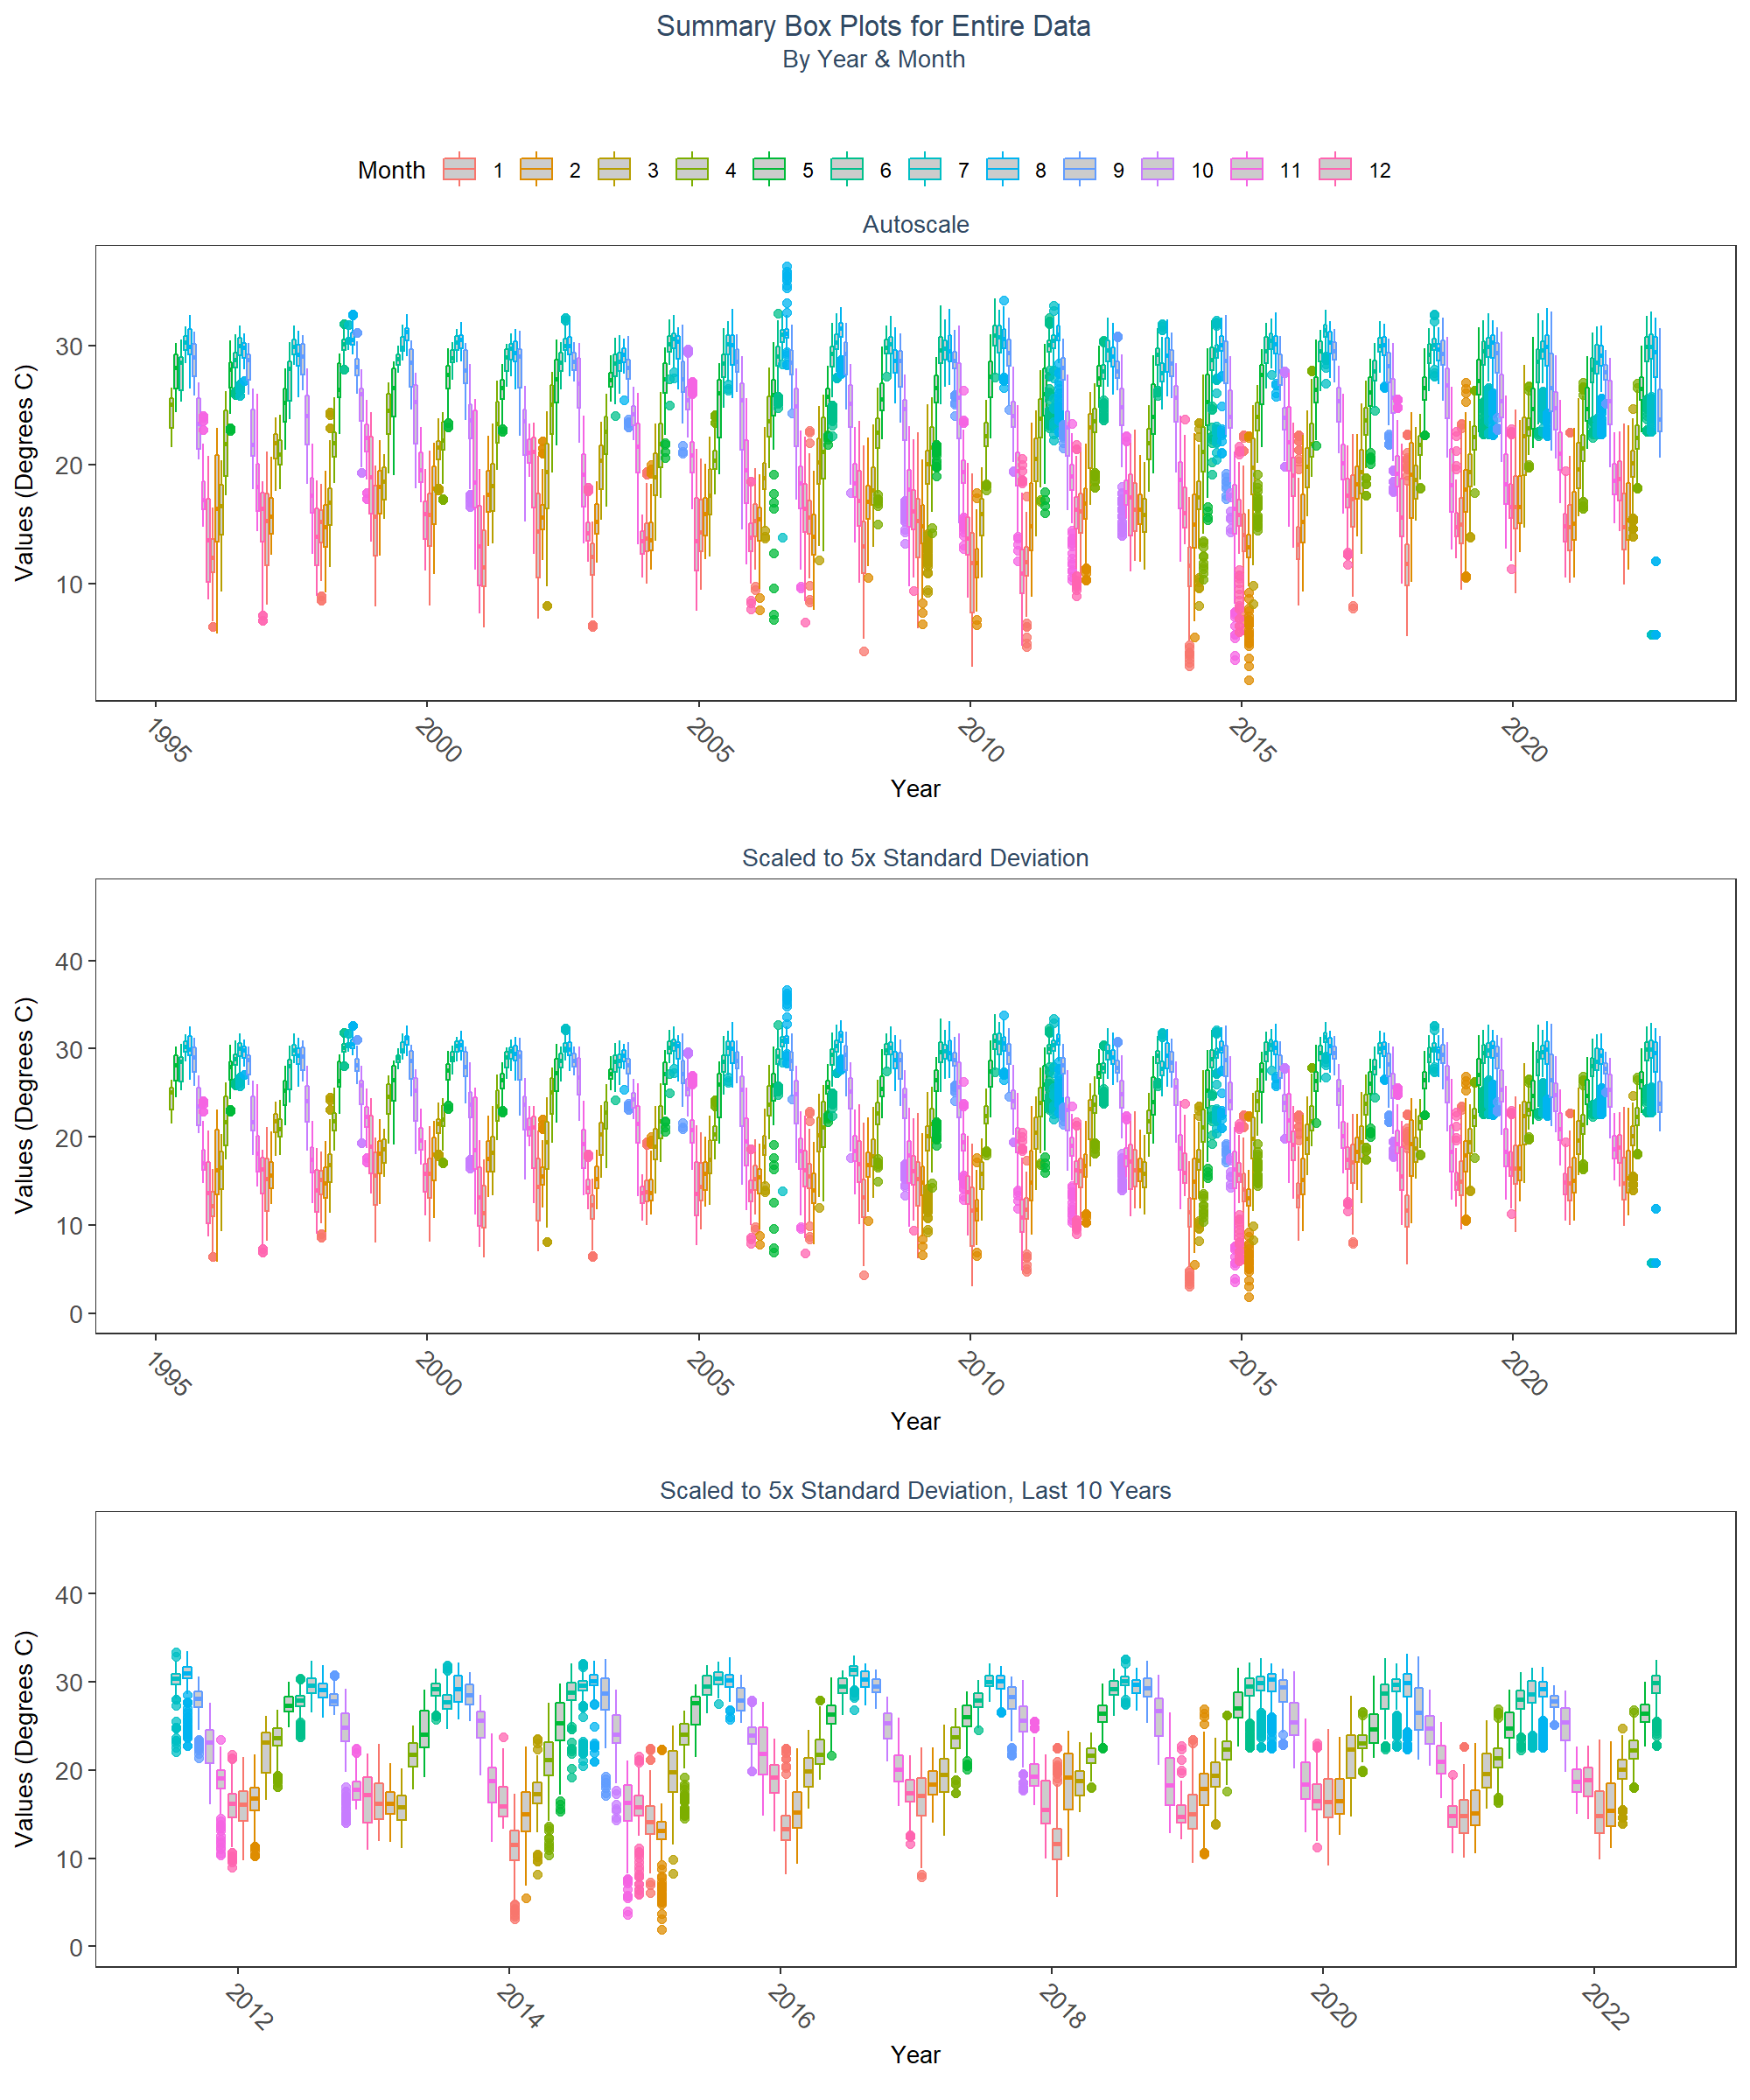 Summary Box Plots for Entire Data
By Year & Month
Month 1 2 3 4 5 6 7 8 9 10 11 12
Autoscale
Values (Degrees C)
30
20
10
1995 2000 2005 2010 2015 2020
Year
Scaled to 5x Standard Deviation
Values (Degrees C)
40
30
20
10
0
1995 2000 2005 2010 2015 2020
Year
Scaled to 5x Standard Deviation, Last 10 Years
Values (Degrees C)
40
30
20
10
0
2012 2014 2016 2018 2020 2022
Year